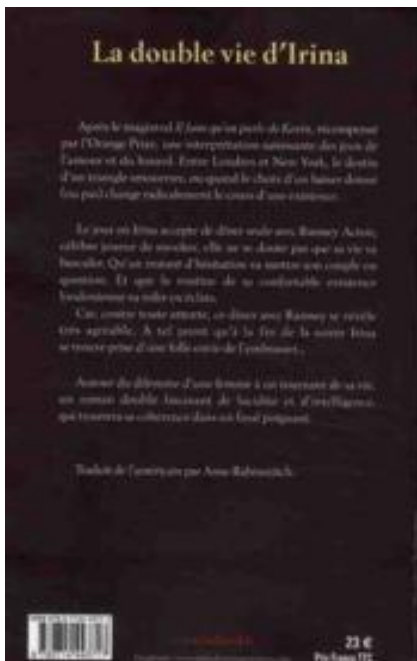 La double vie d'Irina
Après le magistral Il faut qu'on parle de Kevin, récompensé
par l'Orange Prize, une interprétation saisissante des jeux de
l'amour et du hasard. Entre Londres et New York, le destin
d'un triangle amoureux, ou quand le choix d'un baiser donné
(ou pas) change radicalement le cours d'une existence.
Le jour où Irina accepte de dîner seule avec Ramsey Acton,
célèbre joueur de snooker, elle ne se doute pas que sa vie va
basculer. Qu'un instant d'hésitation va mettre son couple en
question. Et que la routine de sa confortable existence
londonienne va voler en éclats.
Car, contre toute attente, ce dîner avec Ramsey se révèle
très agréable. À tel point qu'à la fin de la soirée Irina
se trouve prise d'une folle envie de l'embrasser...
Autour du dilemme d'une femme à un tournant de sa vie,
un roman double fascinant de lucidité et d'intelligence,
qui trouvera sa cohérence dans un final poignant.
Traduit de l'américain par Anne Rabinovitch.
23 €
Prix France TTC